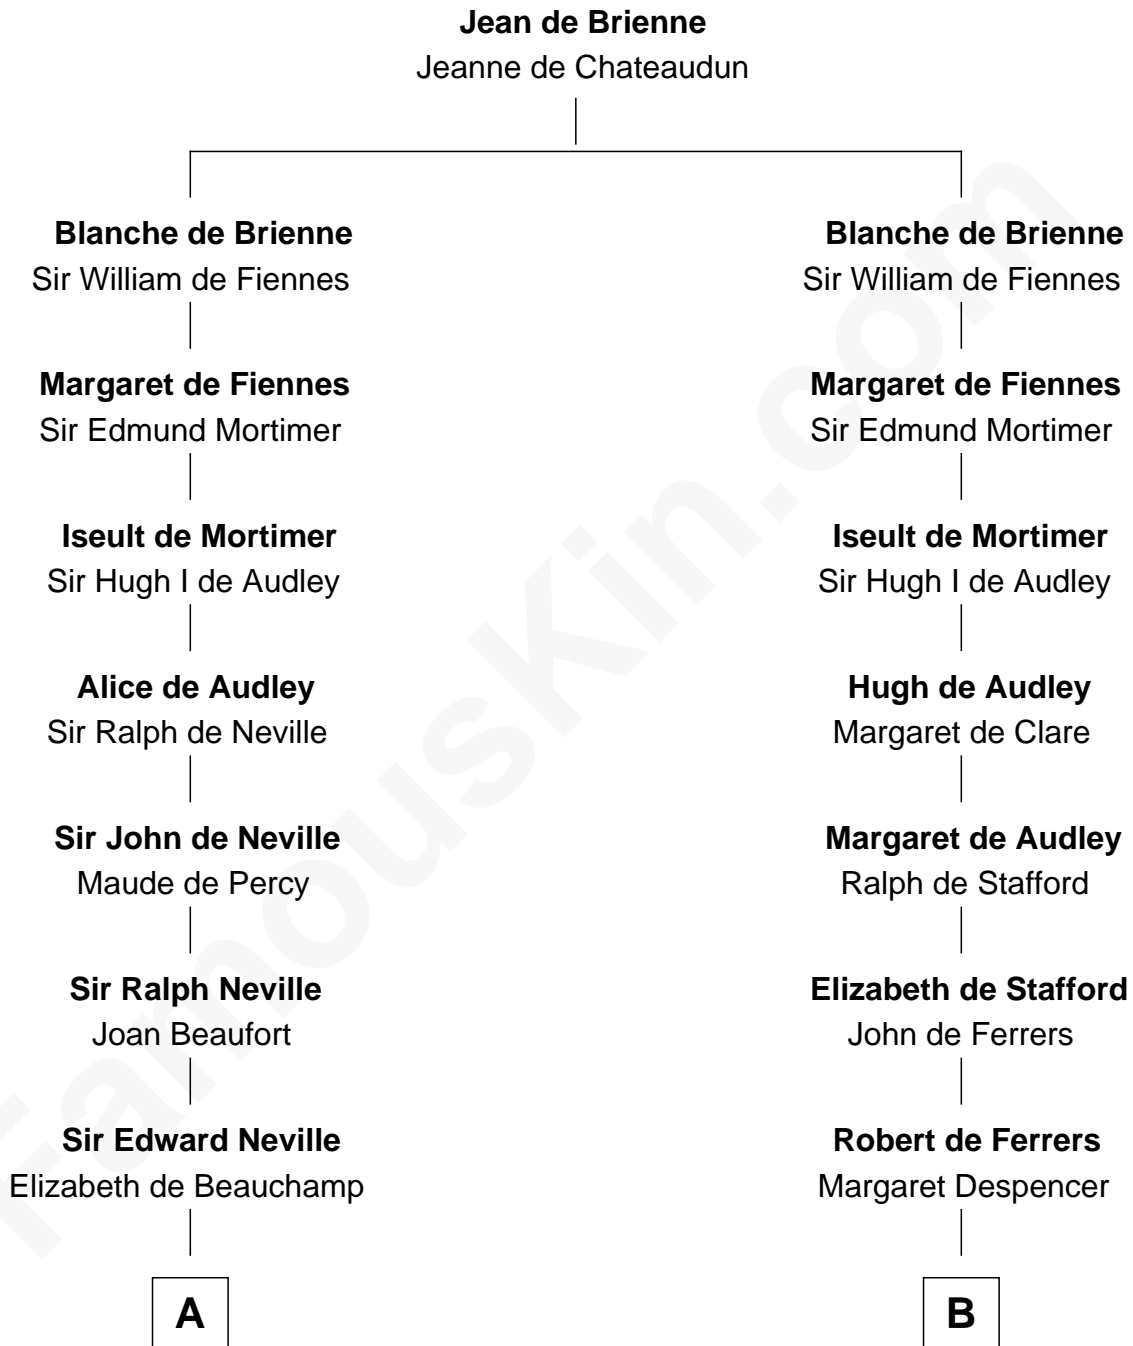 Jean de Brienne
Jeanne de Chateaudun
Blanche de Brienne
Sir William de Fiennes
Margaret de Fiennes
Sir Edmund Mortimer
Iseult de Mortimer
Sir Hugh I de Audley
Alice de Audley
Sir Ralph de Neville
Sir John de Neville
Maude de Percy
Sir Ralph Neville
Joan Beaufort
Sir Edward Neville
Elizabeth de Beauchamp
A
Blanche de Brienne
Sir William de Fiennes
Margaret de Fiennes
Sir Edmund Mortimer
Iseult de Mortimer
Sir Hugh I de Audley
Hugh de Audley
Margaret de Clare
Margaret de Audley
Ralph de Stafford
Elizabeth de Stafford
John de Ferrers
Robert de Ferrers
Margaret Despencer
B
FamousKin.com